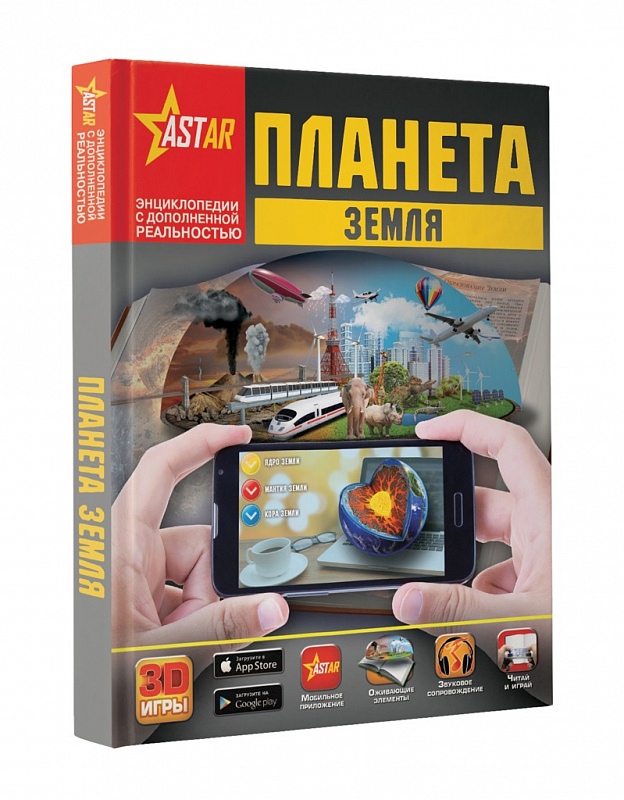 ASTAR
ЭНЦИКЛОПЕДИИ
С ДОПОЛНЕННОЙ
РЕАЛЬНОСТЬЮ
ПЛАНЕТА ЗЕМЛЯ
ASTAR
ЭНЦИКЛОПЕДИИ
С ДОПОЛНЕННОЙ
РЕАЛЬНОСТЬЮ
ПЛАНЕТА
ЗЕМЛЯ
ЯДРО ЗЕМЛИ
МАНТИЯ ЗЕМЛИ
КОРА ЗЕМЛИ
3D
ИГРЫ
Загрузите в
App Store
ЗАГРУЗИТЕ НА
Google play
ASTAR
Мобильное
приложение
Оживающие
элементы
Звуковое
сопровождение
Читай
и играй